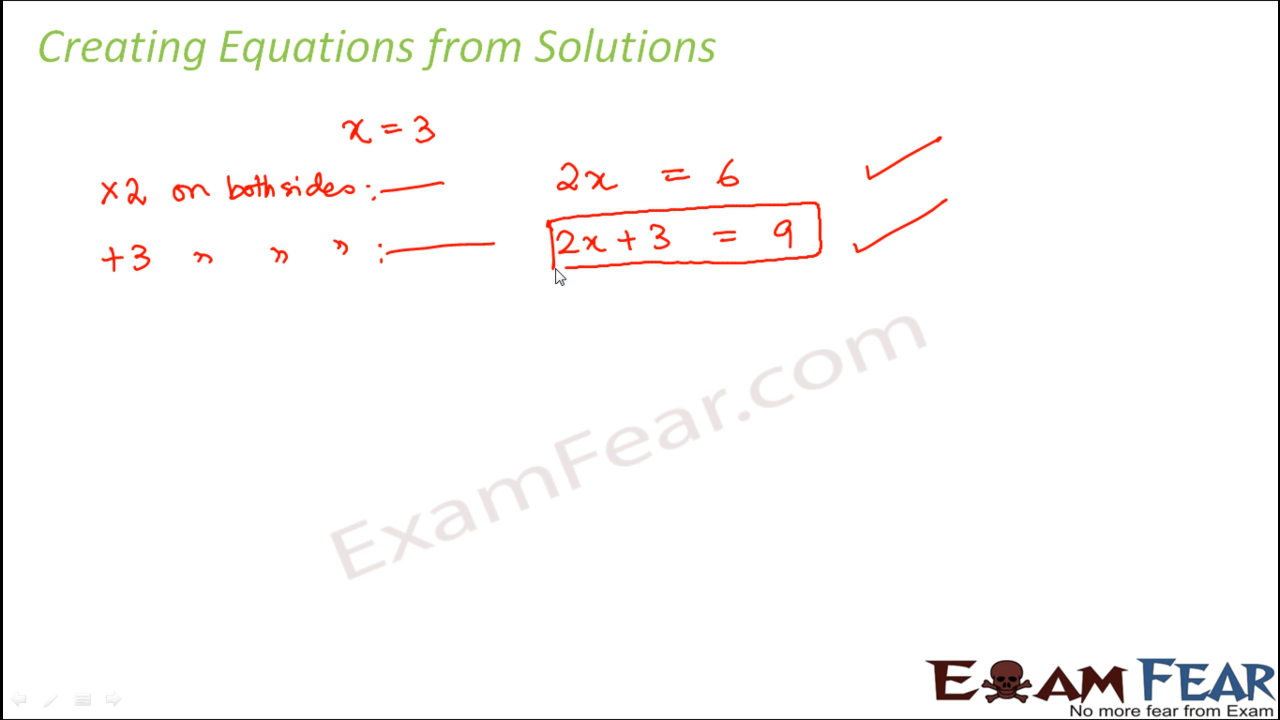 Creating Equations from Solutions
x = 3
×2 on both sides :— 2x = 6
+3 " " " :— 2x + 3 = 9
ExamFear.com
EXAM FEAR
No more fear from Exam